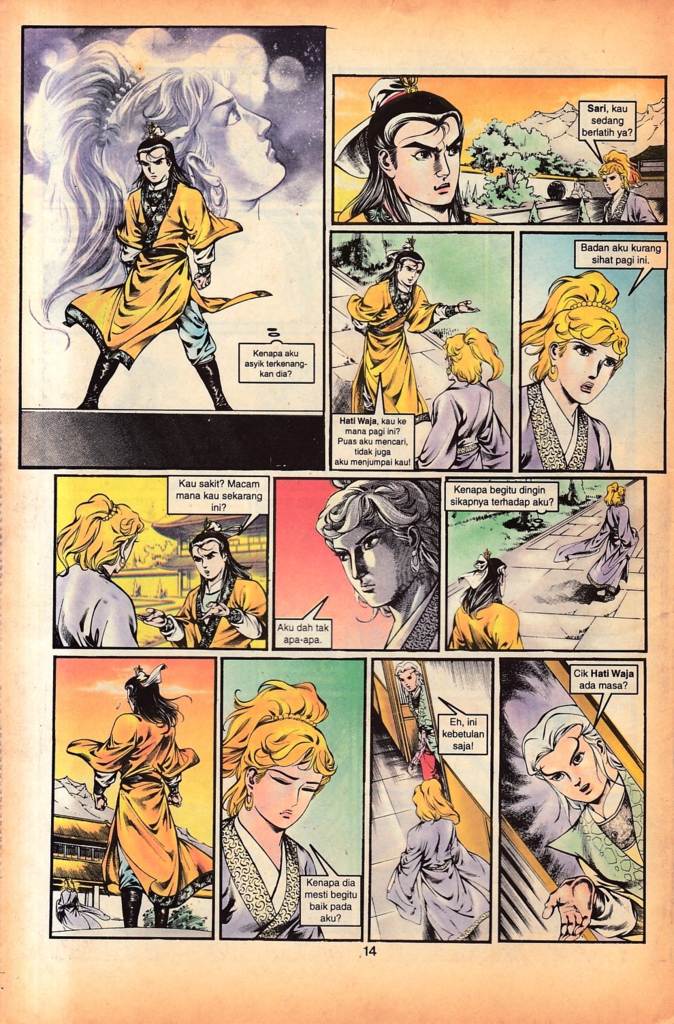 Kenapa aku
asyik terkenang-
kan dia?
Sari, kau
sedang
berlatih ya?
Hati Waja, kau ke
mana pagi ini?
Puas aku mencari,
tidak juga
aku menjumpai kau!
Badan aku kurang
sihat pagi ini.
Kau sakit? Macam
mana kau sekarang
ini?
Aku dah tak
apa-apa.
Kenapa begitu dingin
sikapnya terhadap aku?
Kenapa dia
mesti begitu
baik pada
aku?
Eh, ini
kebetulan
saja!
Cik Hati Waja
ada masa?
14